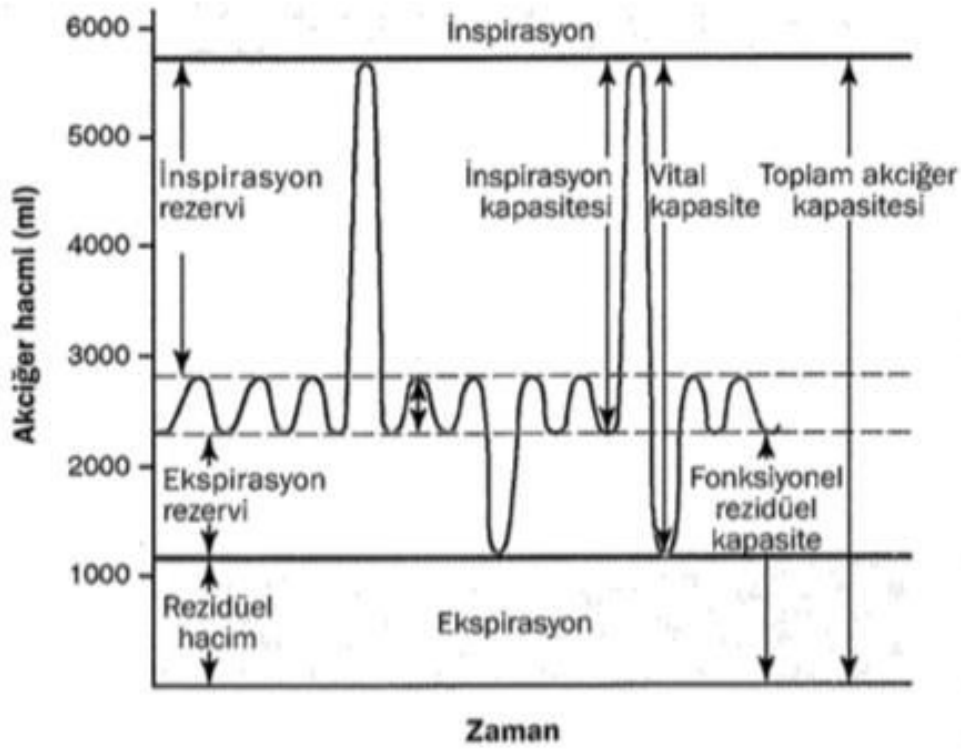 6000
İnspirasyon
5000
İnspirasyon
rezervi
İnspirasyon
kapasitesi
Vital
kapasite
Toplam akciğer
kapasitesi
4000
Akciğer hacmi (ml)
3000
2000
Ekspirasyon
rezervi
Fonksiyonel
rezidüel
kapasite
1000
Rezidüel
hacim
Ekspirasyon
Zaman